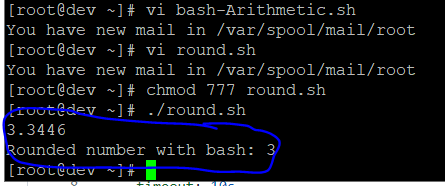 [root@dev ~]# vi bash-Arithmetic.sh
You have new mail in /var/spool/mail/root
[root@dev ~]# vi round.sh
You have new mail in /var/spool/mail/root
[root@dev ~]# chmod 777 round.sh
[root@dev ~]# ./round.sh
3.3446
Rounded number with bash: 3
[root@dev ~]#